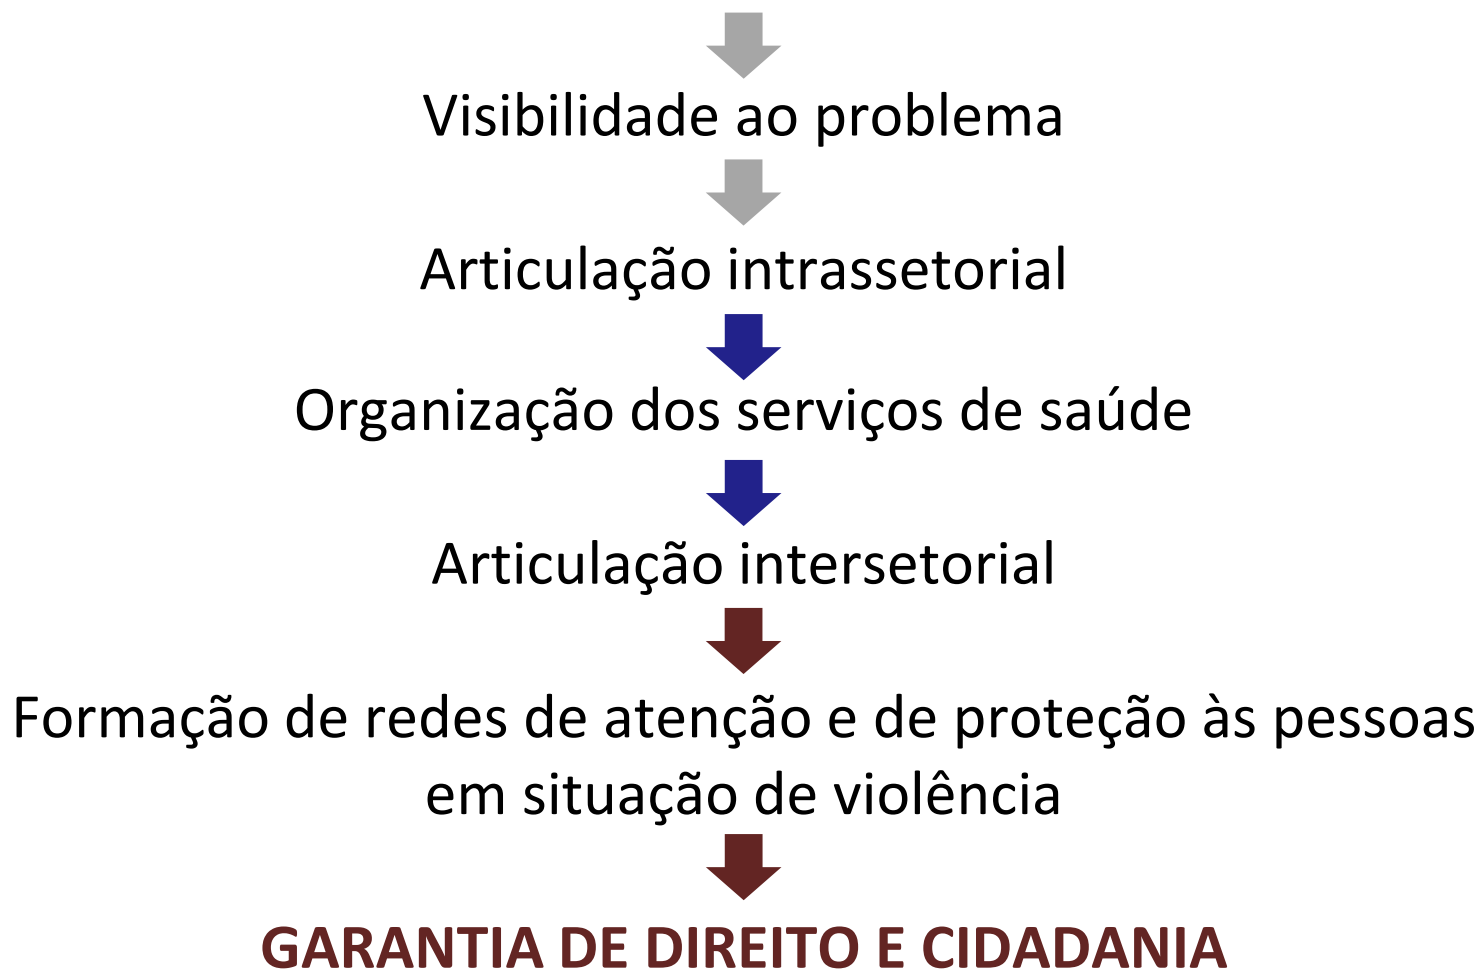 Visibilidade ao problema
Articulação intrassetorial
Organização dos serviços de saúde
Articulação intersetorial
Formação de redes de atenção e de proteção às pessoas
em situação de violência
GARANTIA DE DIREITO E CIDADANIA